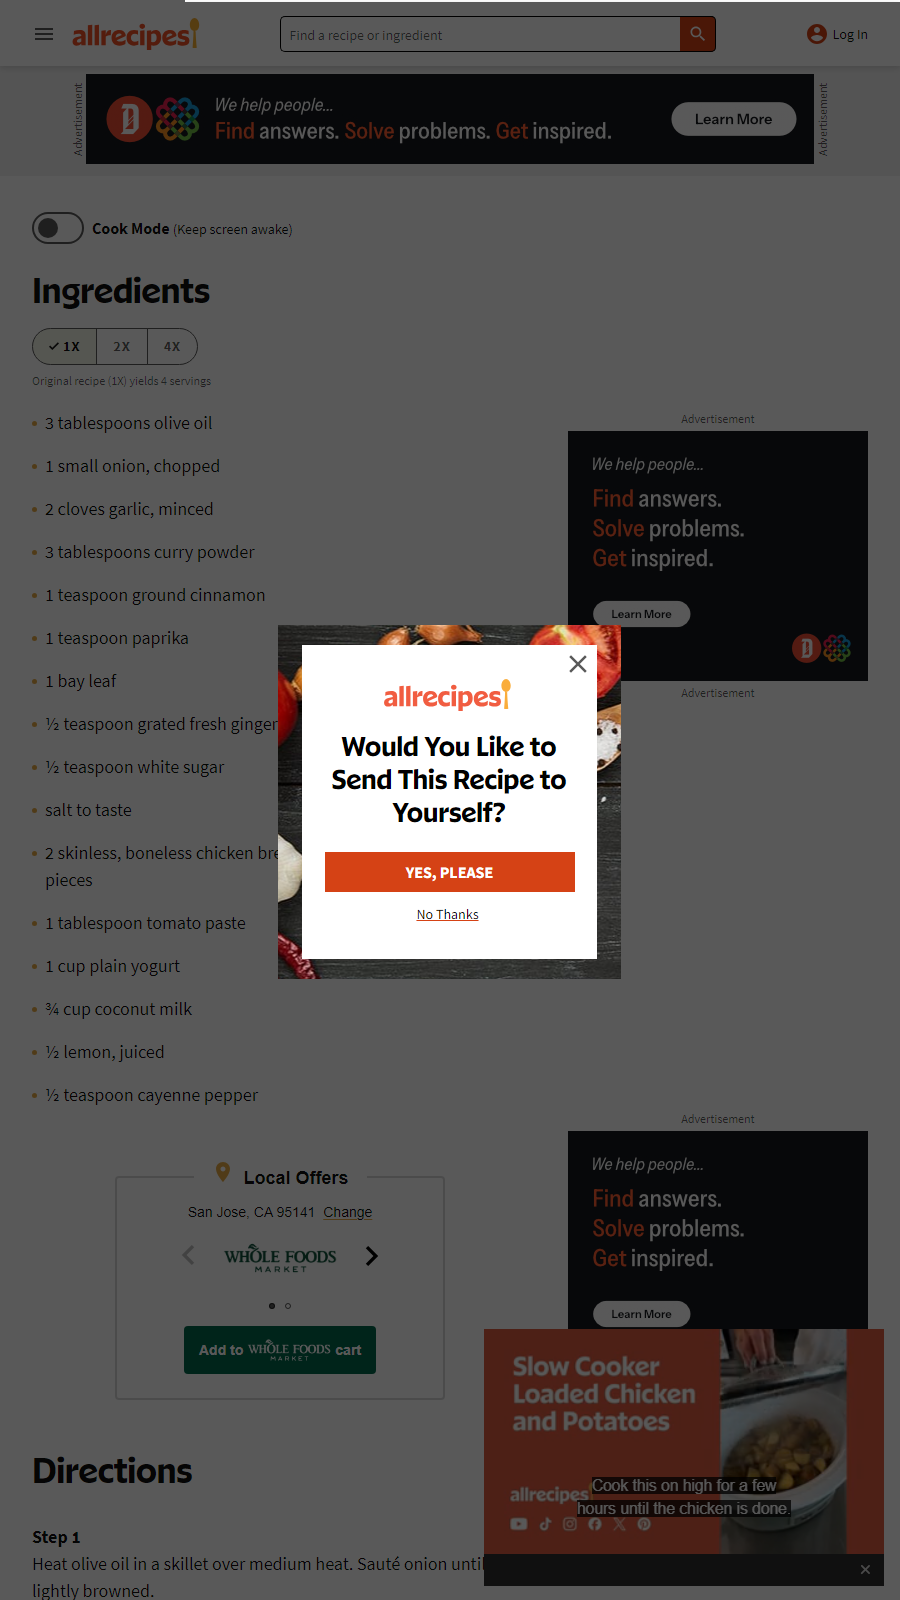 allrecipes
Find a recipe or ingredient
Log In
Advertisement
We help people...
Find answers. Solve problems. Get inspired.
Learn More
Advertisement
Cook Mode (Keep screen awake)
Ingredients
1X 2X 4X
Original recipe (1X) yields 4 servings
3 tablespoons olive oil
1 small onion, chopped
2 cloves garlic, minced
3 tablespoons curry powder
1 teaspoon ground cinnamon
1 teaspoon paprika
1 bay leaf
½ teaspoon grated fresh ginger
½ teaspoon white sugar
salt to taste
2 skinless, boneless chicken
pieces
1 tablespoon tomato paste
1 cup plain yogurt
¾ cup coconut milk
½ lemon, juiced
½ teaspoon cayenne pepper
Advertisement
We help people...
Find answers.
Solve problems.
Get inspired.
Learn More
Advertisement
allrecipes
Would You Like to
Send This Recipe to
Yourself?
YES, PLEASE
No Thanks
Advertisement
We help people...
Find answers.
Solve problems.
Get inspired.
Learn More
Local Offers
San Jose, CA 95141 Change
WHOLE FOODS
MARKET
Add to WHOLE FOODS MARKET cart
Slow Cooker
Loaded Chicken
and Potatoes
allrecipes
Cook this on high for a few
hours until the chicken is done.
Directions
Step 1
Heat olive oil in a skillet over medium heat. Sauté onion until
lightly browned.